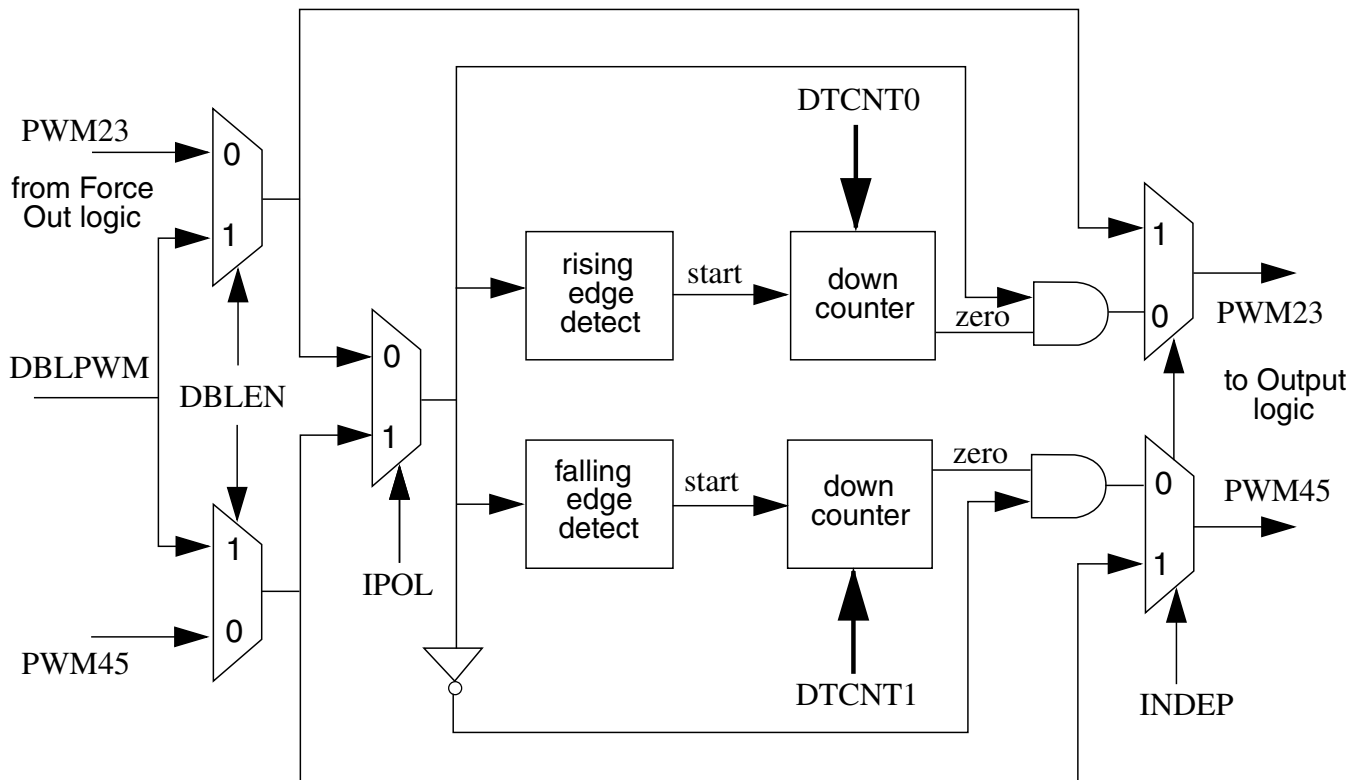 DTCNT0
PWM23
0
from Force
Out logic
1
1
rising
edge
detect
start
down
counter
zero
0
PWM23
DBLPWM
DBLEN
0
to Output
logic
1
falling
edge
detect
start
down
counter
zero
0
PWM45
1
IPOL
1
0
PWM45
DTCNT1
INDEP